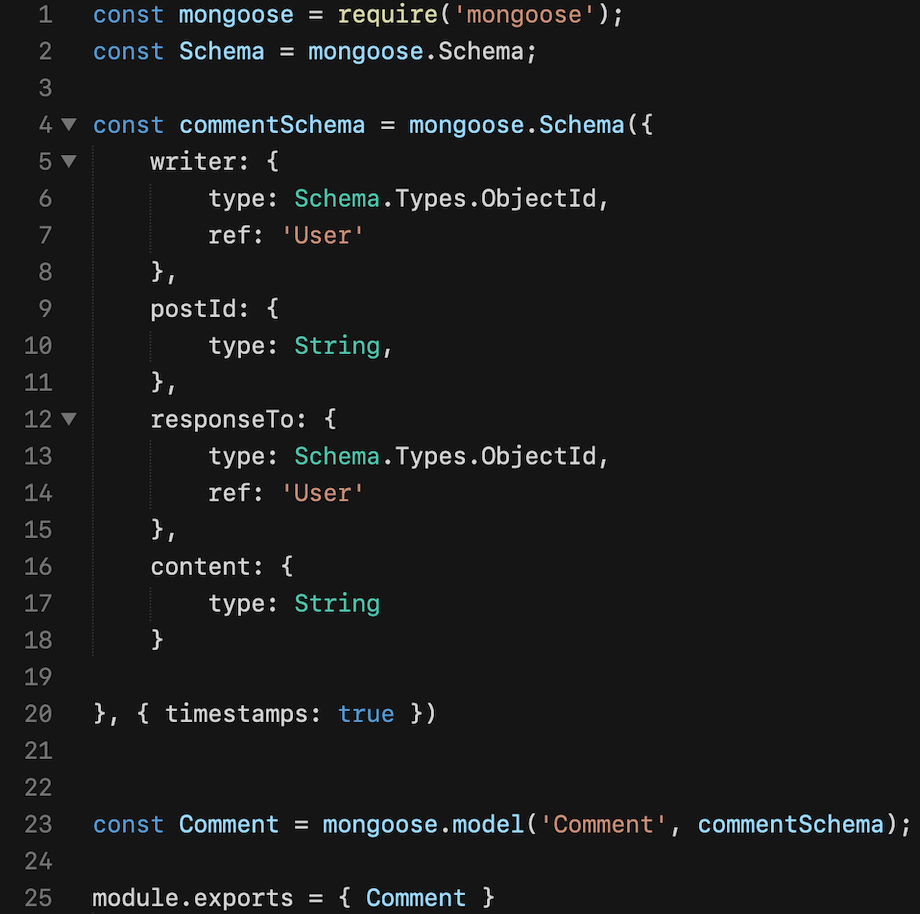 1 const mongoose = require('mongoose');
2 const Schema = mongoose.Schema;
3
4 const commentSchema = mongoose.Schema({
5     writer: {
6         type: Schema.Types.ObjectId,
7         ref: 'User'
8     },
9     postId: {
10         type: String,
11     },
12     responseTo: {
13         type: Schema.Types.ObjectId,
14         ref: 'User'
15     },
16     content: {
17         type: String
18     }
19
20 }, { timestamps: true })
21
22
23 const Comment = mongoose.model('Comment', commentSchema);
24
25 module.exports = { Comment }